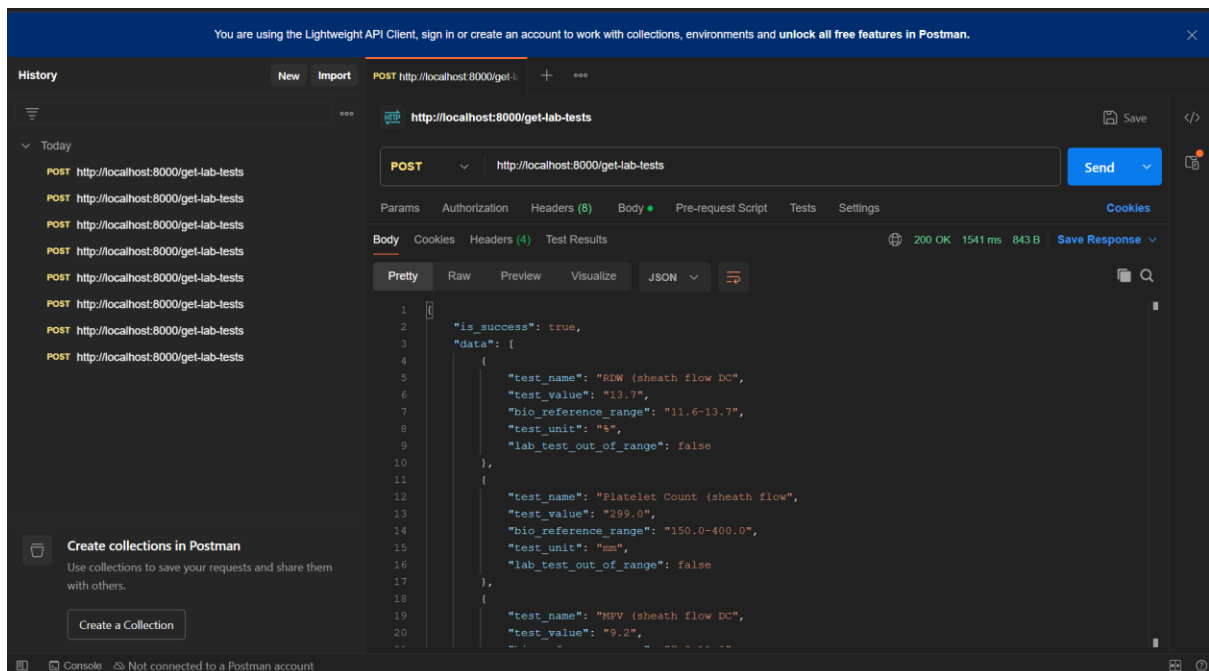 You are using the Lightweight API Client, sign in or create an account to work with collections, environments and unlock all free features in Postman.
History
New
Import
POST http://localhost:8000/get-l
Today
POST http://localhost:8000/get-lab-tests
POST http://localhost:8000/get-lab-tests
POST http://localhost:8000/get-lab-tests
POST http://localhost:8000/get-lab-tests
POST http://localhost:8000/get-lab-tests
POST http://localhost:8000/get-lab-tests
POST http://localhost:8000/get-lab-tests
POST http://localhost:8000/get-lab-tests
Create collections in Postman
Use collections to save your requests and share them
with others.
Create a Collection
HTTP http://localhost:8000/get-lab-tests
Save
POST http://localhost:8000/get-lab-tests
Send
Params Authorization Headers (8) Body Pre-request Script Tests Settings Cookies
Body Cookies Headers (4) Test Results 200 OK 1541 ms 843 B Save Response
Pretty Raw Preview Visualize JSON
1 {
2 "is_success": true,
3 "data": [
4 {
5 "test_name": "RDW (sheath flow DC",
6 "test_value": "13.7",
7 "bio_reference_range": "11.6-13.7",
8 "test_unit": "%",
9 "lab_test_out_of_range": false
10 },
11 {
12 "test_name": "Platelet Count (sheath flow",
13 "test_value": "299.0",
14 "bio_reference_range": "150.0-400.0",
15 "test_unit": "mm",
16 "lab_test_out_of_range": false
17 },
18 {
19 "test_name": "MPV (sheath flow DC",
20 "test_value": "9.2",
Console Not connected to a Postman account